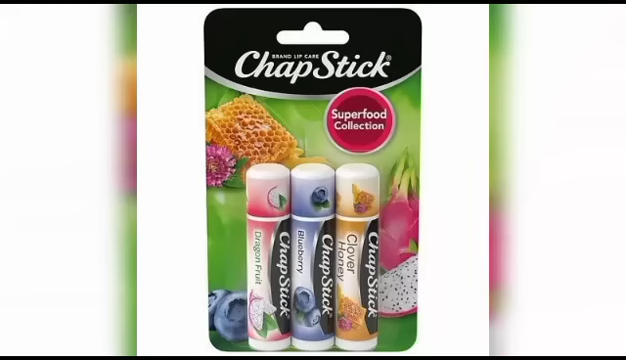 BRAND LIP CARE
ChapStick®
Superfood
Collection
Dragon Fruit
ChapStick
Blueberry
ChapStick
Clover
Honey
ChapStick